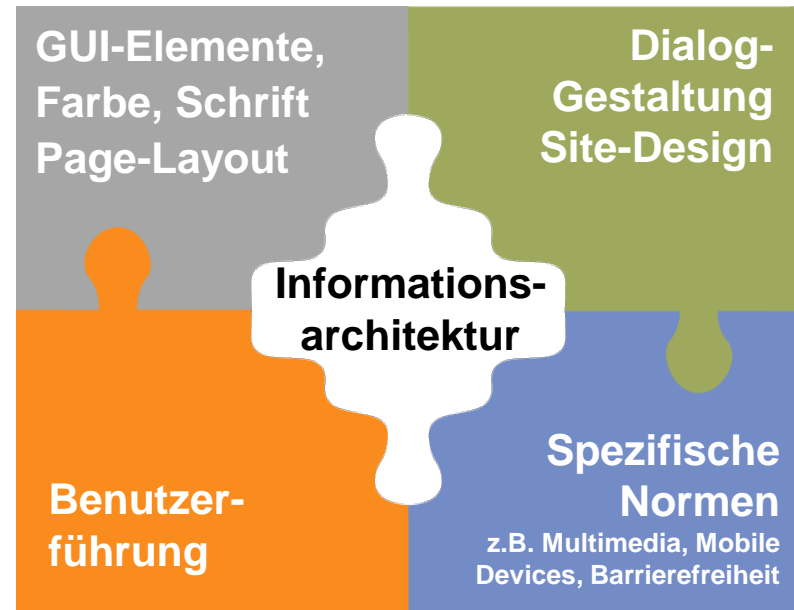 GUI-Elemente,
Farbe, Schrift
Page-Layout
Dialog-
Gestaltung
Site-Design
Informations-
architektur
Benutzer-
führung
Spezifische
Normen
z.B. Multimedia, Mobile
Devices, Barrierefreiheit